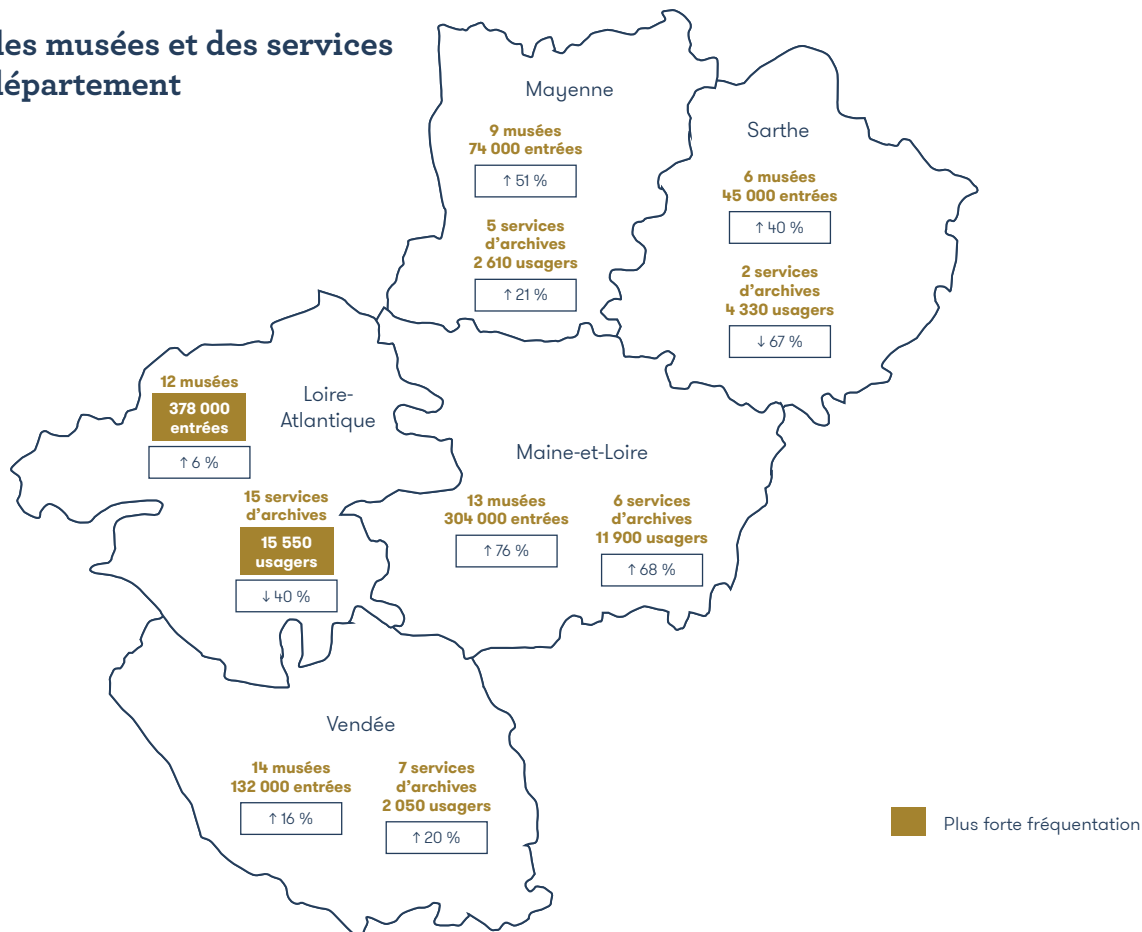 les musées et des services
département
Mayenne
9 musées
74 000 entrées
↑ 51 %
5 services
d’archives
2 610 usagers
↑ 21 %
Sarthe
6 musées
45 000 entrées
↑ 40 %
2 services
d’archives
4 330 usagers
↓ 67 %
12 musées
378 000
entrées
↑ 6 %
Loire-
Atlantique
15 services
d’archives
15 550
usagers
↓ 40 %
Maine-et-Loire
13 musées
304 000 entrées
↑ 76 %
6 services
d’archives
11 900 usagers
↑ 68 %
Vendée
14 musées
132 000 entrées
↑ 16 %
7 services
d’archives
2 050 usagers
↑ 20 %
Plus forte fréquentation